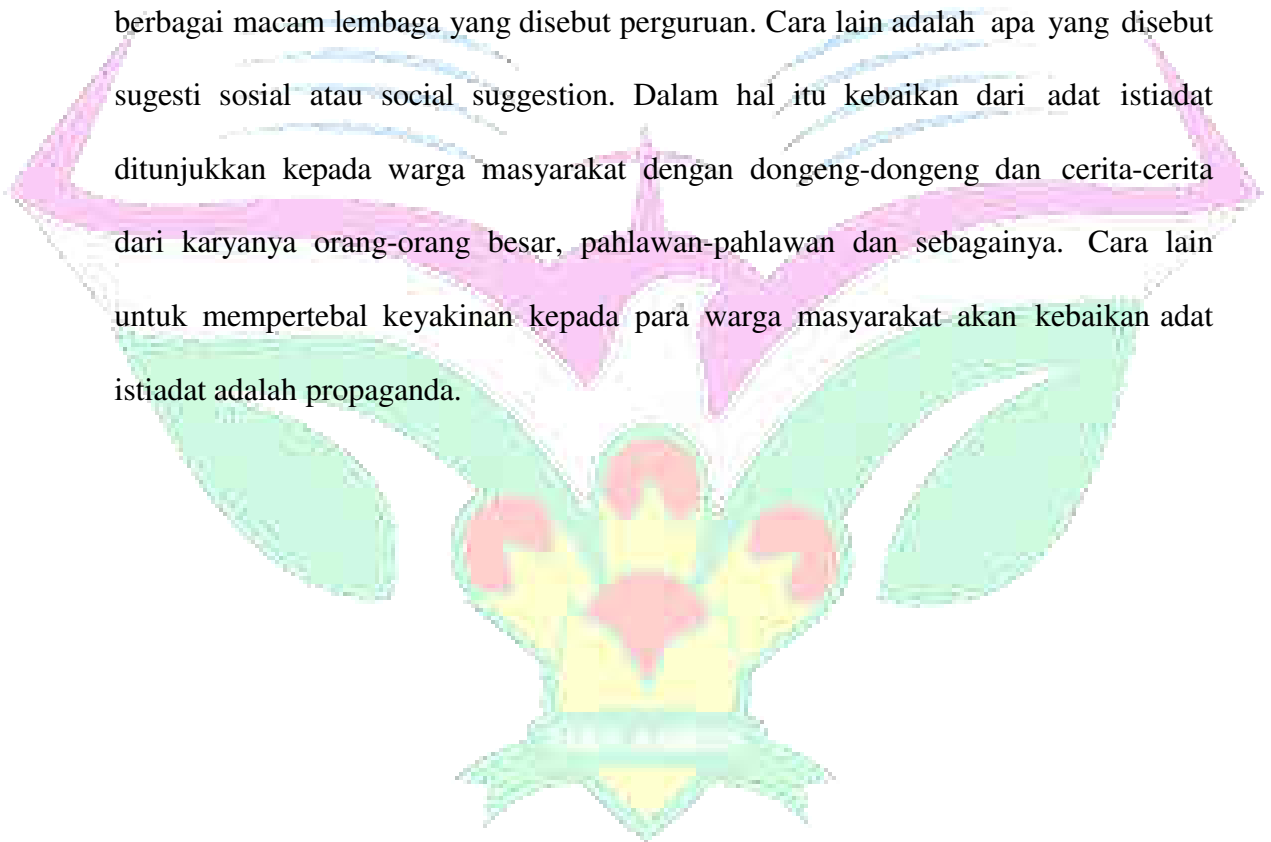 berbagai macam lembaga yang disebut perguruan. Cara lain adalah apa yang disebut
sugesti sosial atau social suggestion. Dalam hal itu kebaikan dari adat istiadat
ditunjukkan kepada warga masyarakat dengan dongeng-dongeng dan cerita-cerita
dari karyanya orang-orang besar, pahlawan-pahlawan dan sebagainya. Cara lain
untuk mempertebal keyakinan kepada para warga masyarakat akan kebaikan adat
istiadat adalah propaganda.